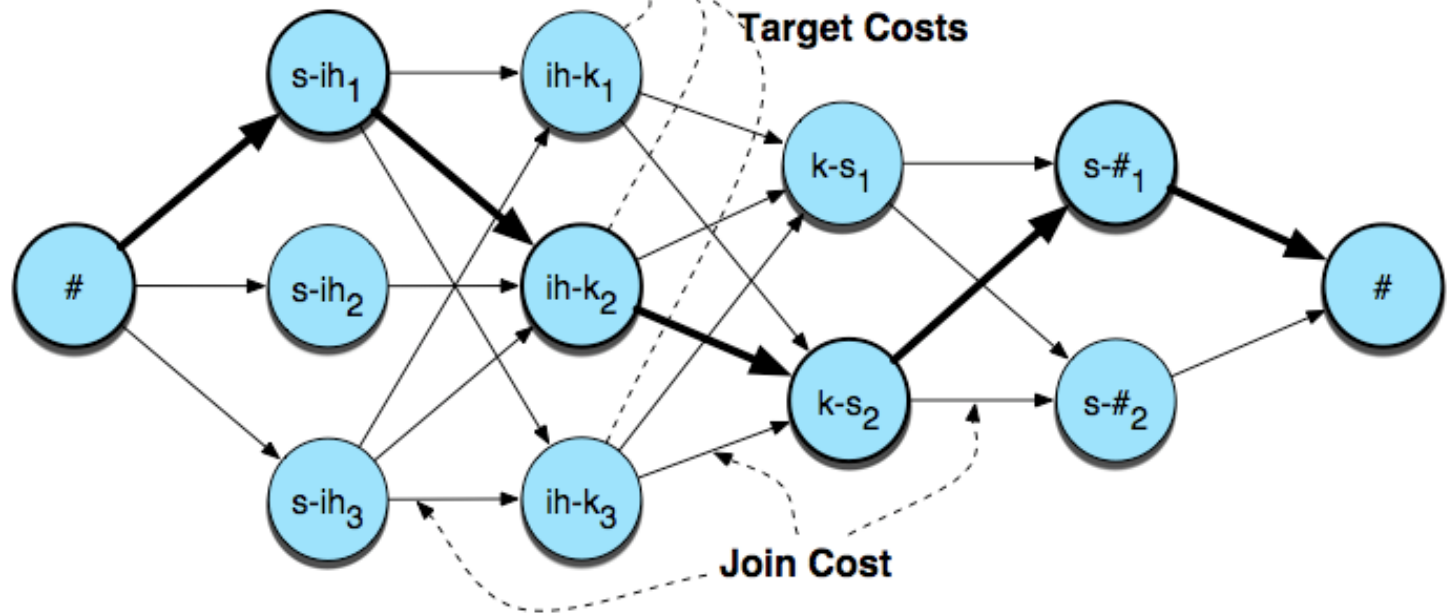 Target Costs
s-ih1
ih-k1
k-s1
s-#1
#
s-ih2
ih-k2
#
k-s2
s-#2
s-ih3
ih-k3
Join Cost